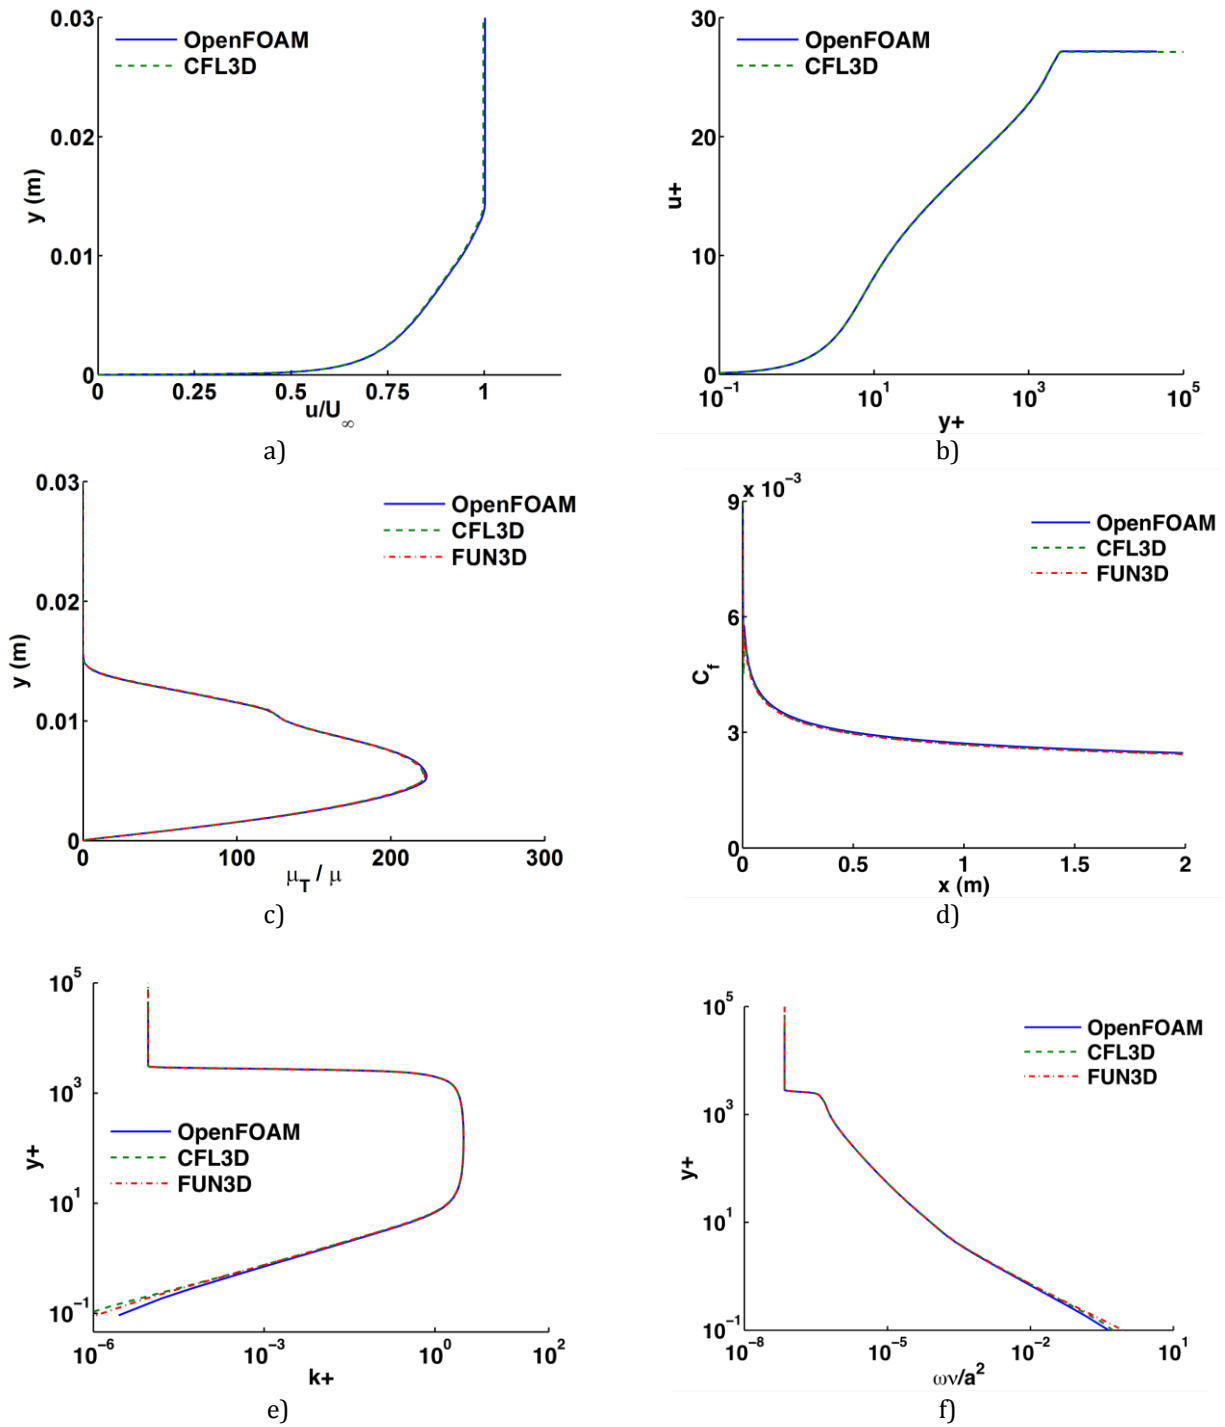 0.03
0.02
0.01
0
y (m)
OpenFOAM
CFL3D
0 0.25 0.5 0.75 1
u/U∞
a)
30
20
10
0
u+
OpenFOAM
CFL3D
10⁻¹ 10¹ 10³ 10⁵
y+
b)
0.03
0.02
0.01
0
y (m)
OpenFOAM
CFL3D
FUN3D
0 100 200 300
μ_T / μ
c)
x 10⁻³
9
6
3
0
C_f
OpenFOAM
CFL3D
FUN3D
0 0.5 1 1.5 2
x (m)
d)
10⁵
10³
10¹
10⁻¹
y+
OpenFOAM
CFL3D
FUN3D
10⁻⁶ 10⁻³ 10⁰ 10²
k+
e)
10⁵
10³
10¹
10⁻¹
y+
OpenFOAM
CFL3D
FUN3D
10⁻⁸ 10⁻⁵ 10⁻² 10¹
ων/a²
f)